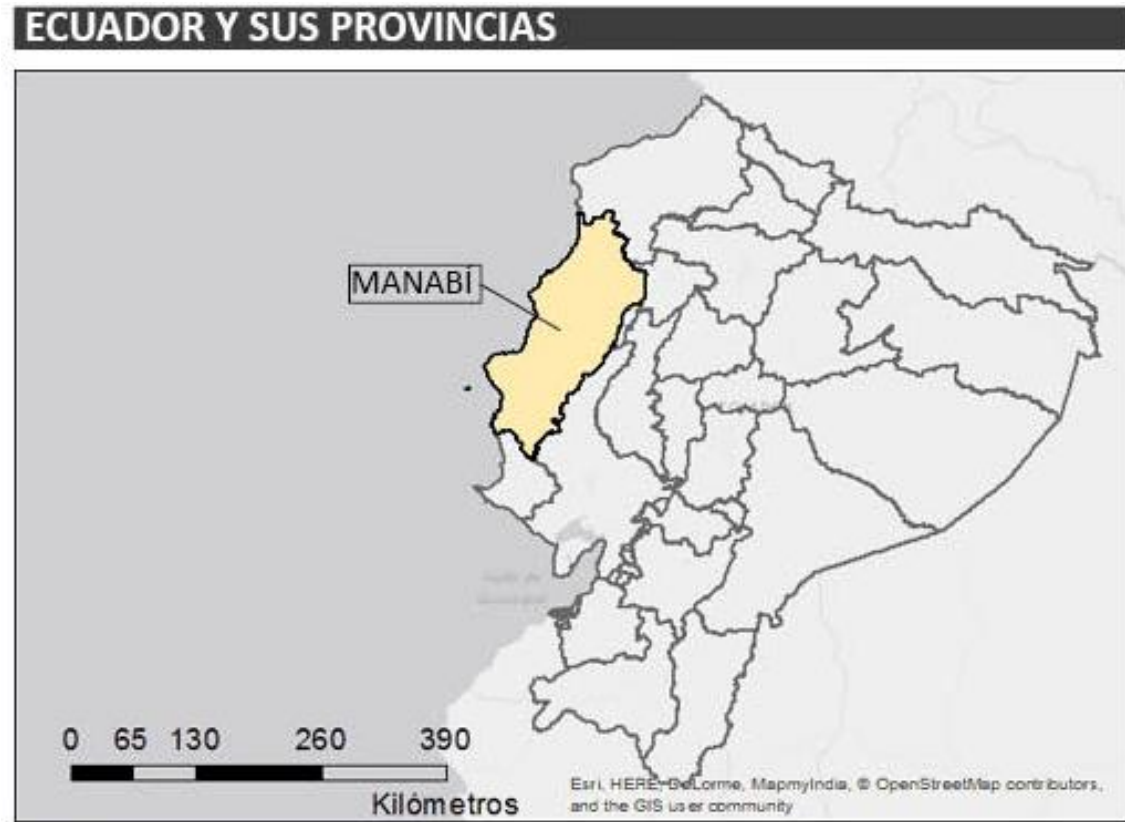 ECUADOR Y SUS PROVINCIAS
MANABÍ
0 65 130 260 390
Kilómetros
Esri, HERE, DeLorme, MapmyIndia, © OpenStreetMap contributors,
and the GIS user community